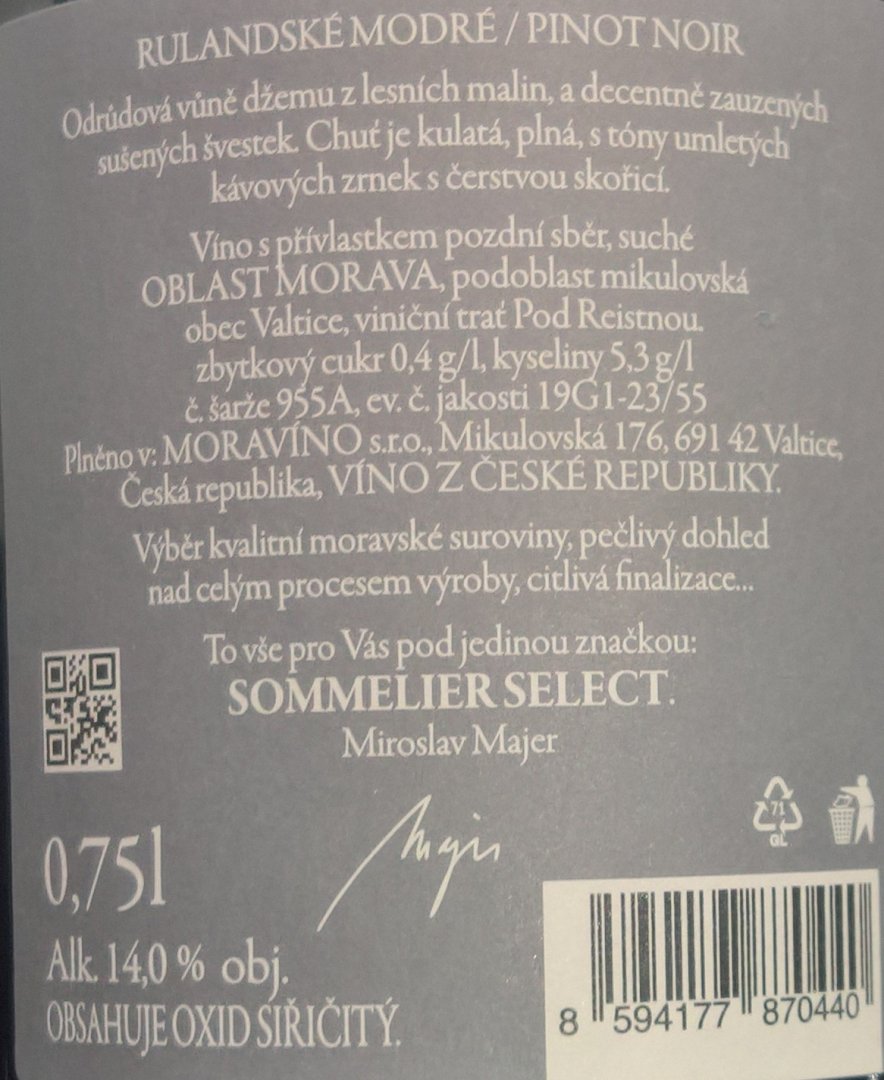 RULANDSKÉ MODRÉ / PINOT NOIR
Odrůdová vůně džemu z lesních malin, a decentně zauzených
sušených švestek. Chuť je kulatá, plná, s tóny umletých
kávových zrnek s čerstvou skořicí.
Víno s přívlastkem pozdní sběr, suché
OBLAST MORAVA, podoblast mikulovská
obec Valtice, viniční trať Pod Reistnou.
zbytkový cukr 0,4 g/l, kyseliny 5,3 g/l
č. šarže 955A, ev. č. jakosti 19G1-23/55
Plněno v: MORAVÍNO s.r.o., Mikulovská 176, 691 42 Valtice,
Česká republika, VÍNO Z ČESKÉ REPUBLIKY.
Výběr kvalitní moravské suroviny, pečlivý dohled
nad celým procesem výroby, citlivá finalizace...
To vše pro Vás pod jedinou značkou:
SOMMELIER SELECT.
Miroslav Majer
71
GL
0,75l
Alk. 14,0 % obj.
OBSAHUJE OXID SIŘIČITÝ.
8 594177 870440